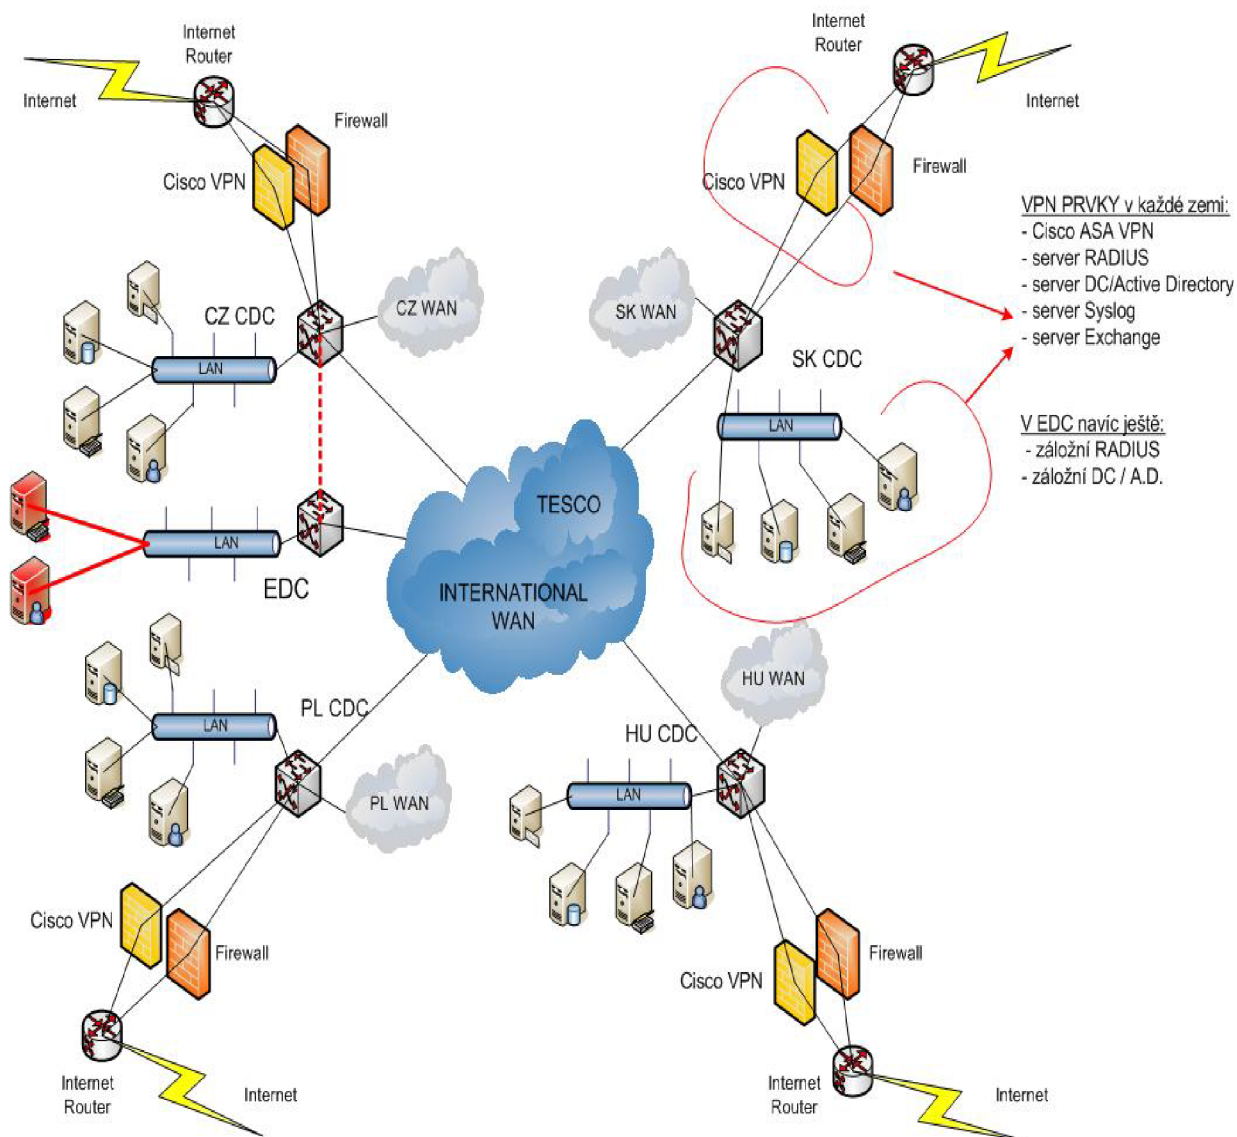 Internet
Router
Internet
Firewall
Cisco VPN
CZ CDC
CZ WAN
LAN
Internet
Router
Internet
Cisco VPN
Firewall
SK WAN
SK CDC
LAN
VPN PRVKY v každé zemi:
- Cisco ASA VPN
- server RADIUS
- server DC/Active Directory
- server Syslog
- server Exchange
V EDC navíc ještě:
- záložní RADIUS
- záložní DC / A.D.
TESCO
INTERNATIONAL
WAN
LAN
EDC
PL CDC
LAN
PL WAN
Cisco VPN
Firewall
Internet
Router
Internet
HU WAN
HU CDC
LAN
Firewall
Cisco VPN
Internet
Router
Internet